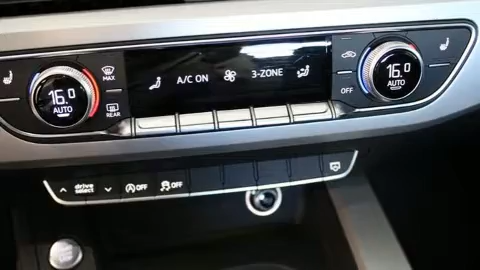 MAX
A/C ON
3-ZONE
16.0
AUTO
16.0
AUTO
REAR
OFF
drive
select
OFF
OFF